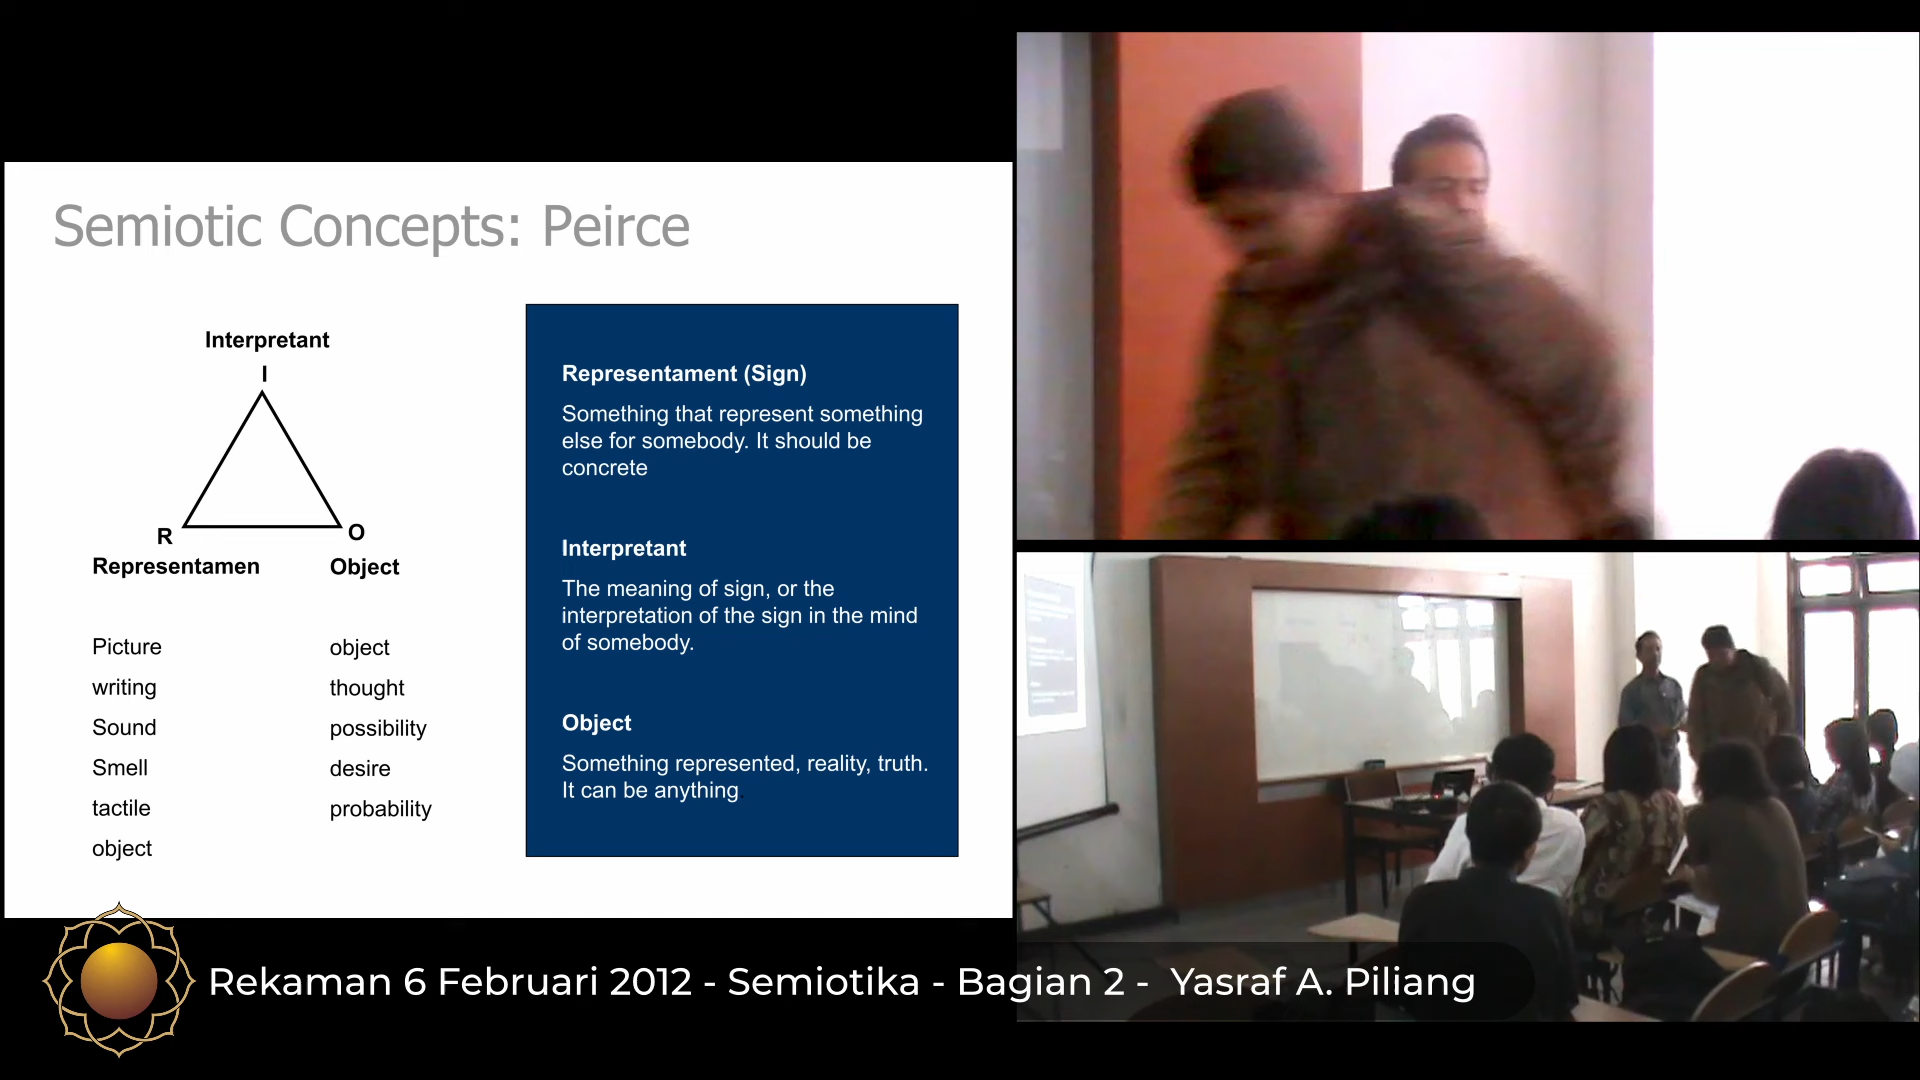 Semiotic Concepts: Peirce
Interpretant
I
R
O
Representamen
Object
Picture
object
writing
thought
Sound
possibility
Smell
desire
tactile
probability
object
Representament (Sign)
Something that represent something
else for somebody. It should be
concrete
Interpretant
The meaning of sign, or the
interpretation of the sign in the mind
of somebody.
Object
Something represented, reality, truth.
It can be anything
Rekaman 6 Februari 2012 - Semiotika - Bagian 2 - Yasraf A. Piliang